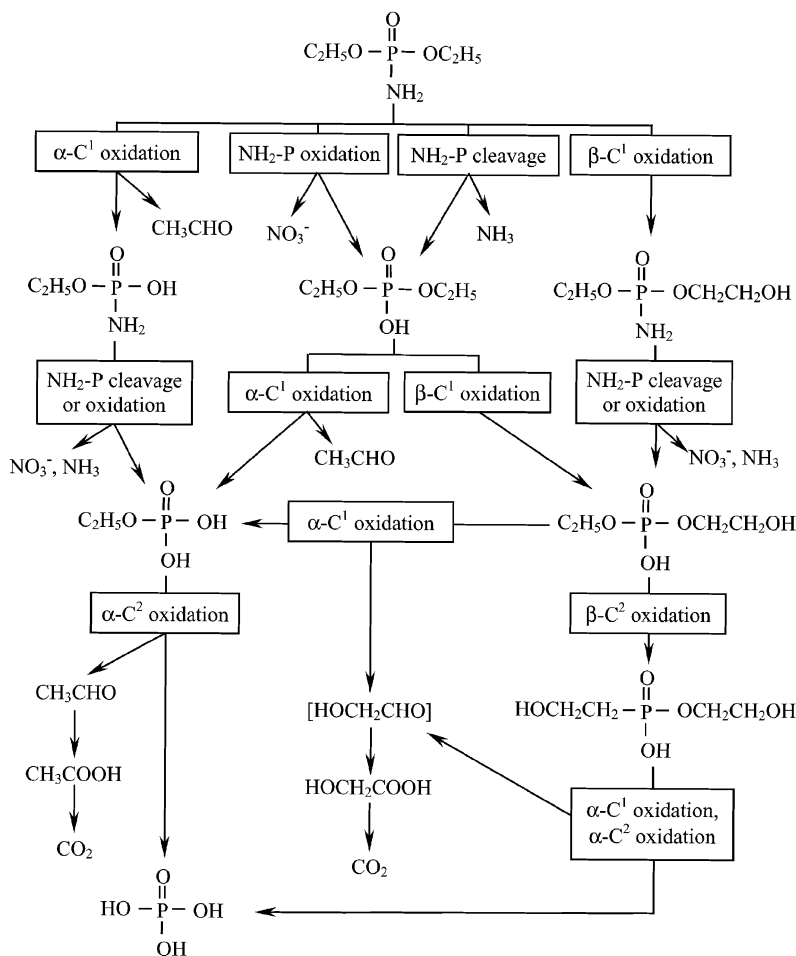 O
C₂H₅O – P – OC₂H₅
NH₂
α-C¹ oxidation
NH₂-P oxidation
NH₂-P cleavage
β-C¹ oxidation
CH₃CHO
NO₃⁻
NH₃
O
C₂H₅O – P – OH
NH₂
O
C₂H₅O – P – OC₂H₅
OH
O
C₂H₅O – P – OCH₂CH₂OH
NH₂
NH₂-P cleavage
or oxidation
α-C¹ oxidation
β-C¹ oxidation
NH₂-P cleavage
or oxidation
NO₃⁻, NH₃
CH₃CHO
NO₃⁻, NH₃
O
C₂H₅O – P – OH
OH
α-C¹ oxidation
O
C₂H₅O – P – OCH₂CH₂OH
OH
α-C² oxidation
β-C² oxidation
CH₃CHO
CH₃COOH
CO₂
[HOCH₂CHO]
HOCH₂COOH
CO₂
O
HOCH₂CH₂ – P – OCH₂CH₂OH
OH
α-C¹ oxidation,
α-C² oxidation
O
HO – P – OH
OH